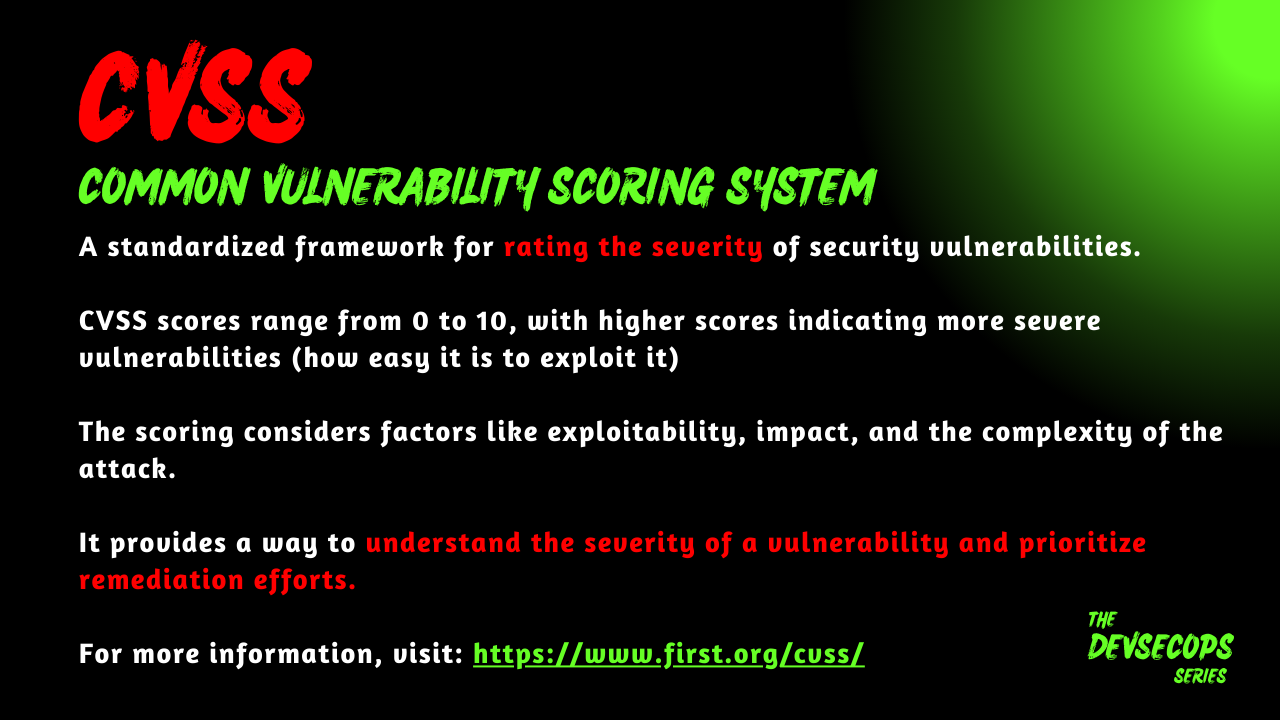 CVSS
COMMON VULNERABILITY SCORING SYSTEM
A standardized framework for rating the severity of security vulnerabilities.
CVSS scores range from 0 to 10, with higher scores indicating more severe
vulnerabilities (how easy it is to exploit it)
The scoring considers factors like exploitability, impact, and the complexity of the
attack.
It provides a way to understand the severity of a vulnerability and prioritize
remediation efforts.
For more information, visit: https://www.first.org/cvss/
THE
DEVSECOPS
SERIES